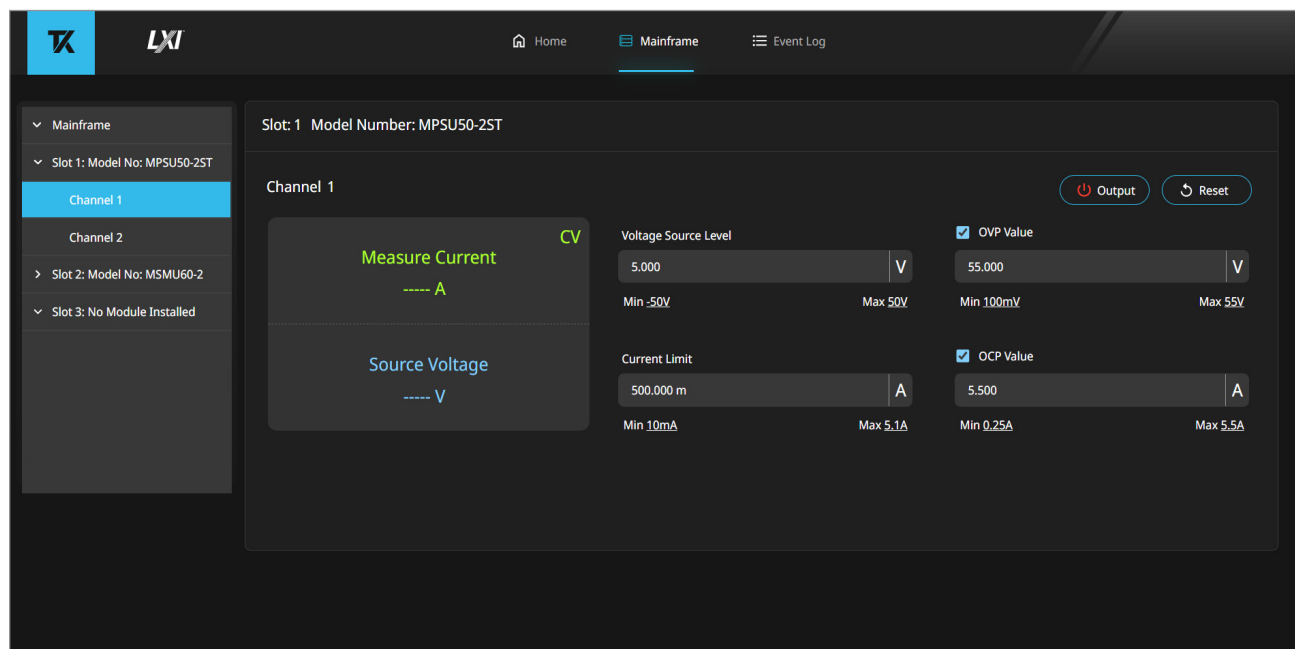 TK
LXI
Home
Mainframe
Event Log
Mainframe
Slot 1: Model No: MPSU50-2ST
Channel 1
Channel 2
Slot 2: Model No: MSMU60-2
Slot 3: No Module Installed
Slot: 1 Model Number: MPSU50-2ST
Channel 1
Output
Reset
CV
Measure Current
----- A
Source Voltage
----- V
Voltage Source Level
5.000 V
Min -50V Max 50V
OVP Value
55.000 V
Min 100mV Max 55V
Current Limit
500.000 m A
Min 10mA Max 5.1A
OCP Value
5.500 A
Min 0.25A Max 5.5A